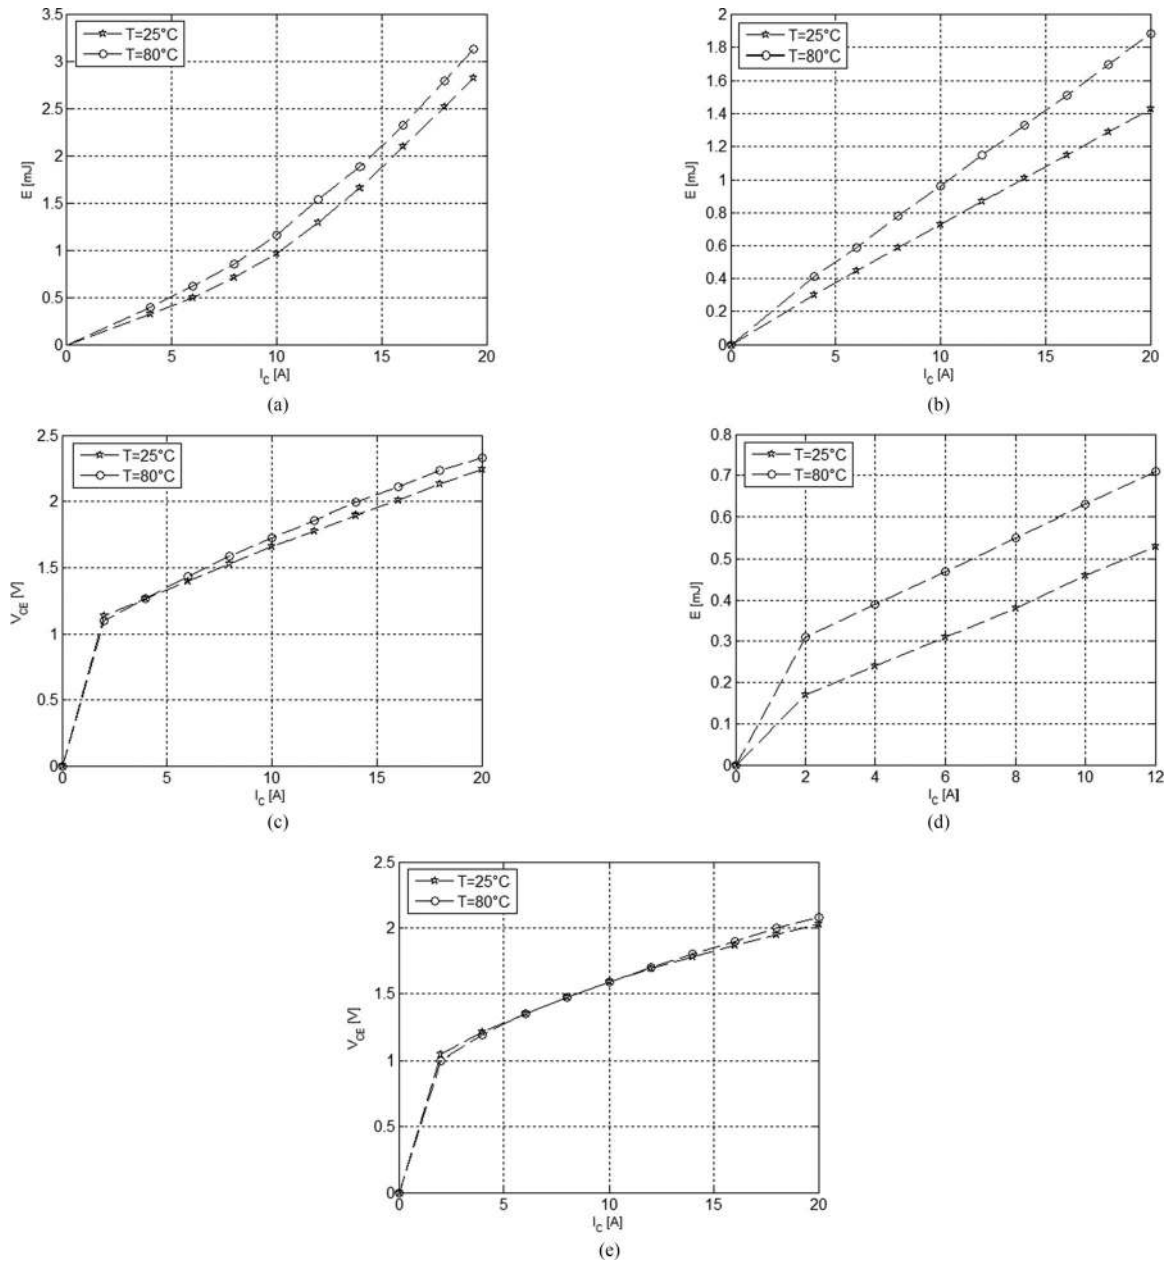 3.5
3
2.5
2
1.5
1
0.5
0
E [mJ]
T=25°C
T=80°C
0 5 10 15 20
I_C [A]
(a)
2
1.8
1.6
1.4
1.2
1
0.8
0.6
0.4
0.2
0
E [mJ]
T=25°C
T=80°C
0 5 10 15 20
I_C [A]
(b)
2.5
2
1.5
1
0.5
0
V_CE [V]
T=25°C
T=80°C
0 5 10 15 20
I_C [A]
(c)
0.8
0.7
0.6
0.5
0.4
0.3
0.2
0.1
0
E [mJ]
T=25°C
T=80°C
0 2 4 6 8 10 12
I_C [A]
(d)
2.5
2
1.5
1
0.5
0
V_CE [V]
T=25°C
T=80°C
0 5 10 15 20
I_C [A]
(e)